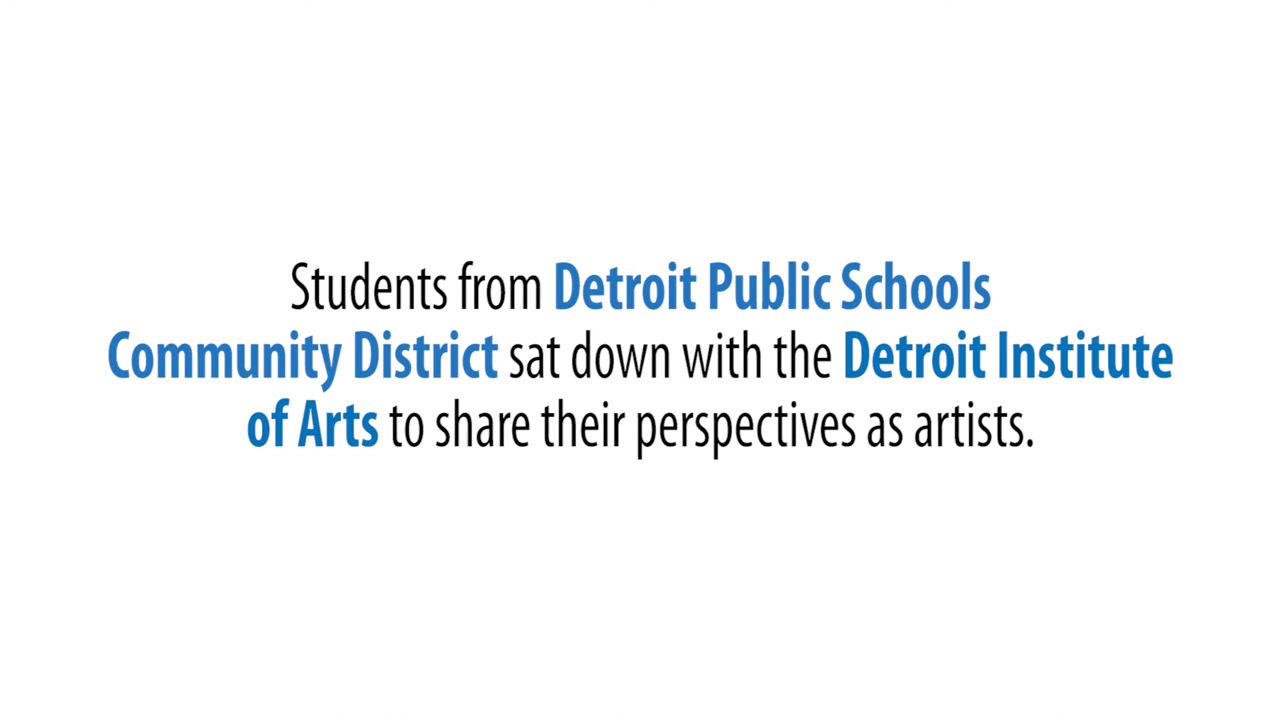 Students from Detroit Public Schools
Community District sat down with the Detroit Institute
of Arts to share their perspectives as artists.